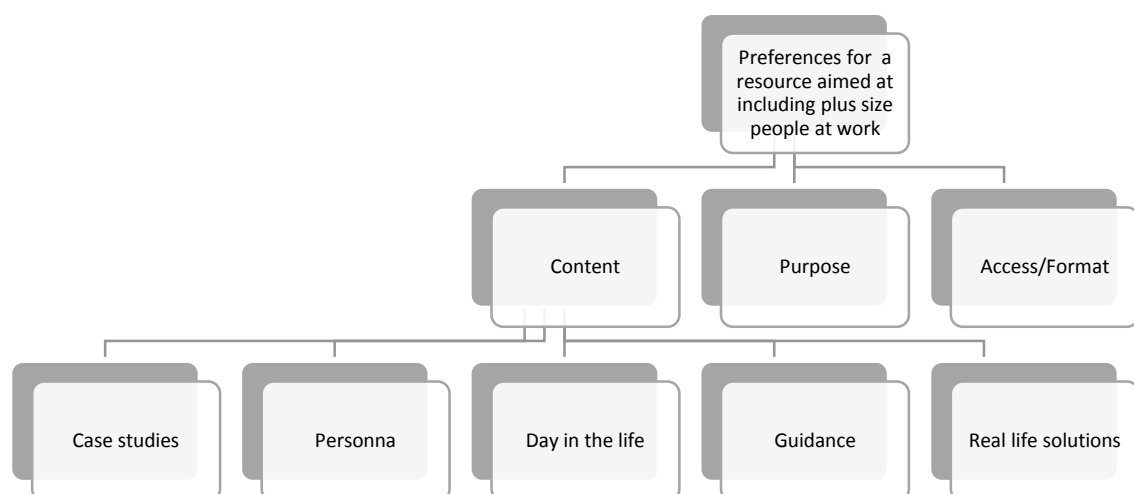 Preferences for a
resource aimed at
including plus size
people at work
Content
Purpose
Access/Format
Case studies
Personna
Day in the life
Guidance
Real life solutions